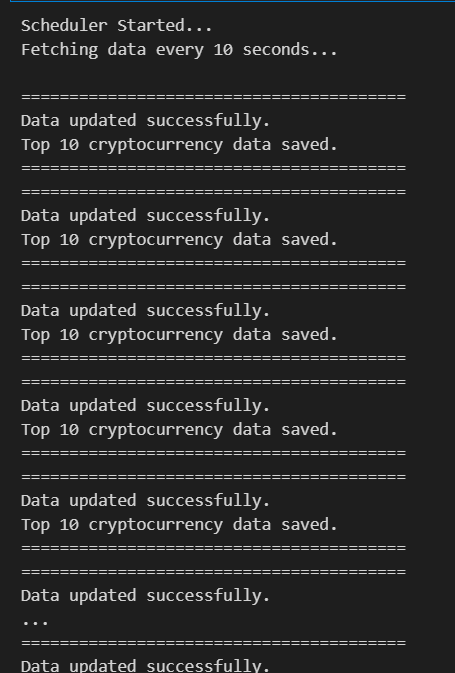 Scheduler Started...
Fetching data every 10 seconds...

========================================
Data updated successfully.
Top 10 cryptocurrency data saved.
========================================
========================================
Data updated successfully.
Top 10 cryptocurrency data saved.
========================================
========================================
Data updated successfully.
Top 10 cryptocurrency data saved.
========================================
========================================
Data updated successfully.
Top 10 cryptocurrency data saved.
========================================
========================================
Data updated successfully.
Top 10 cryptocurrency data saved.
========================================
========================================
Data updated successfully.
...
========================================
Data updated successfully.